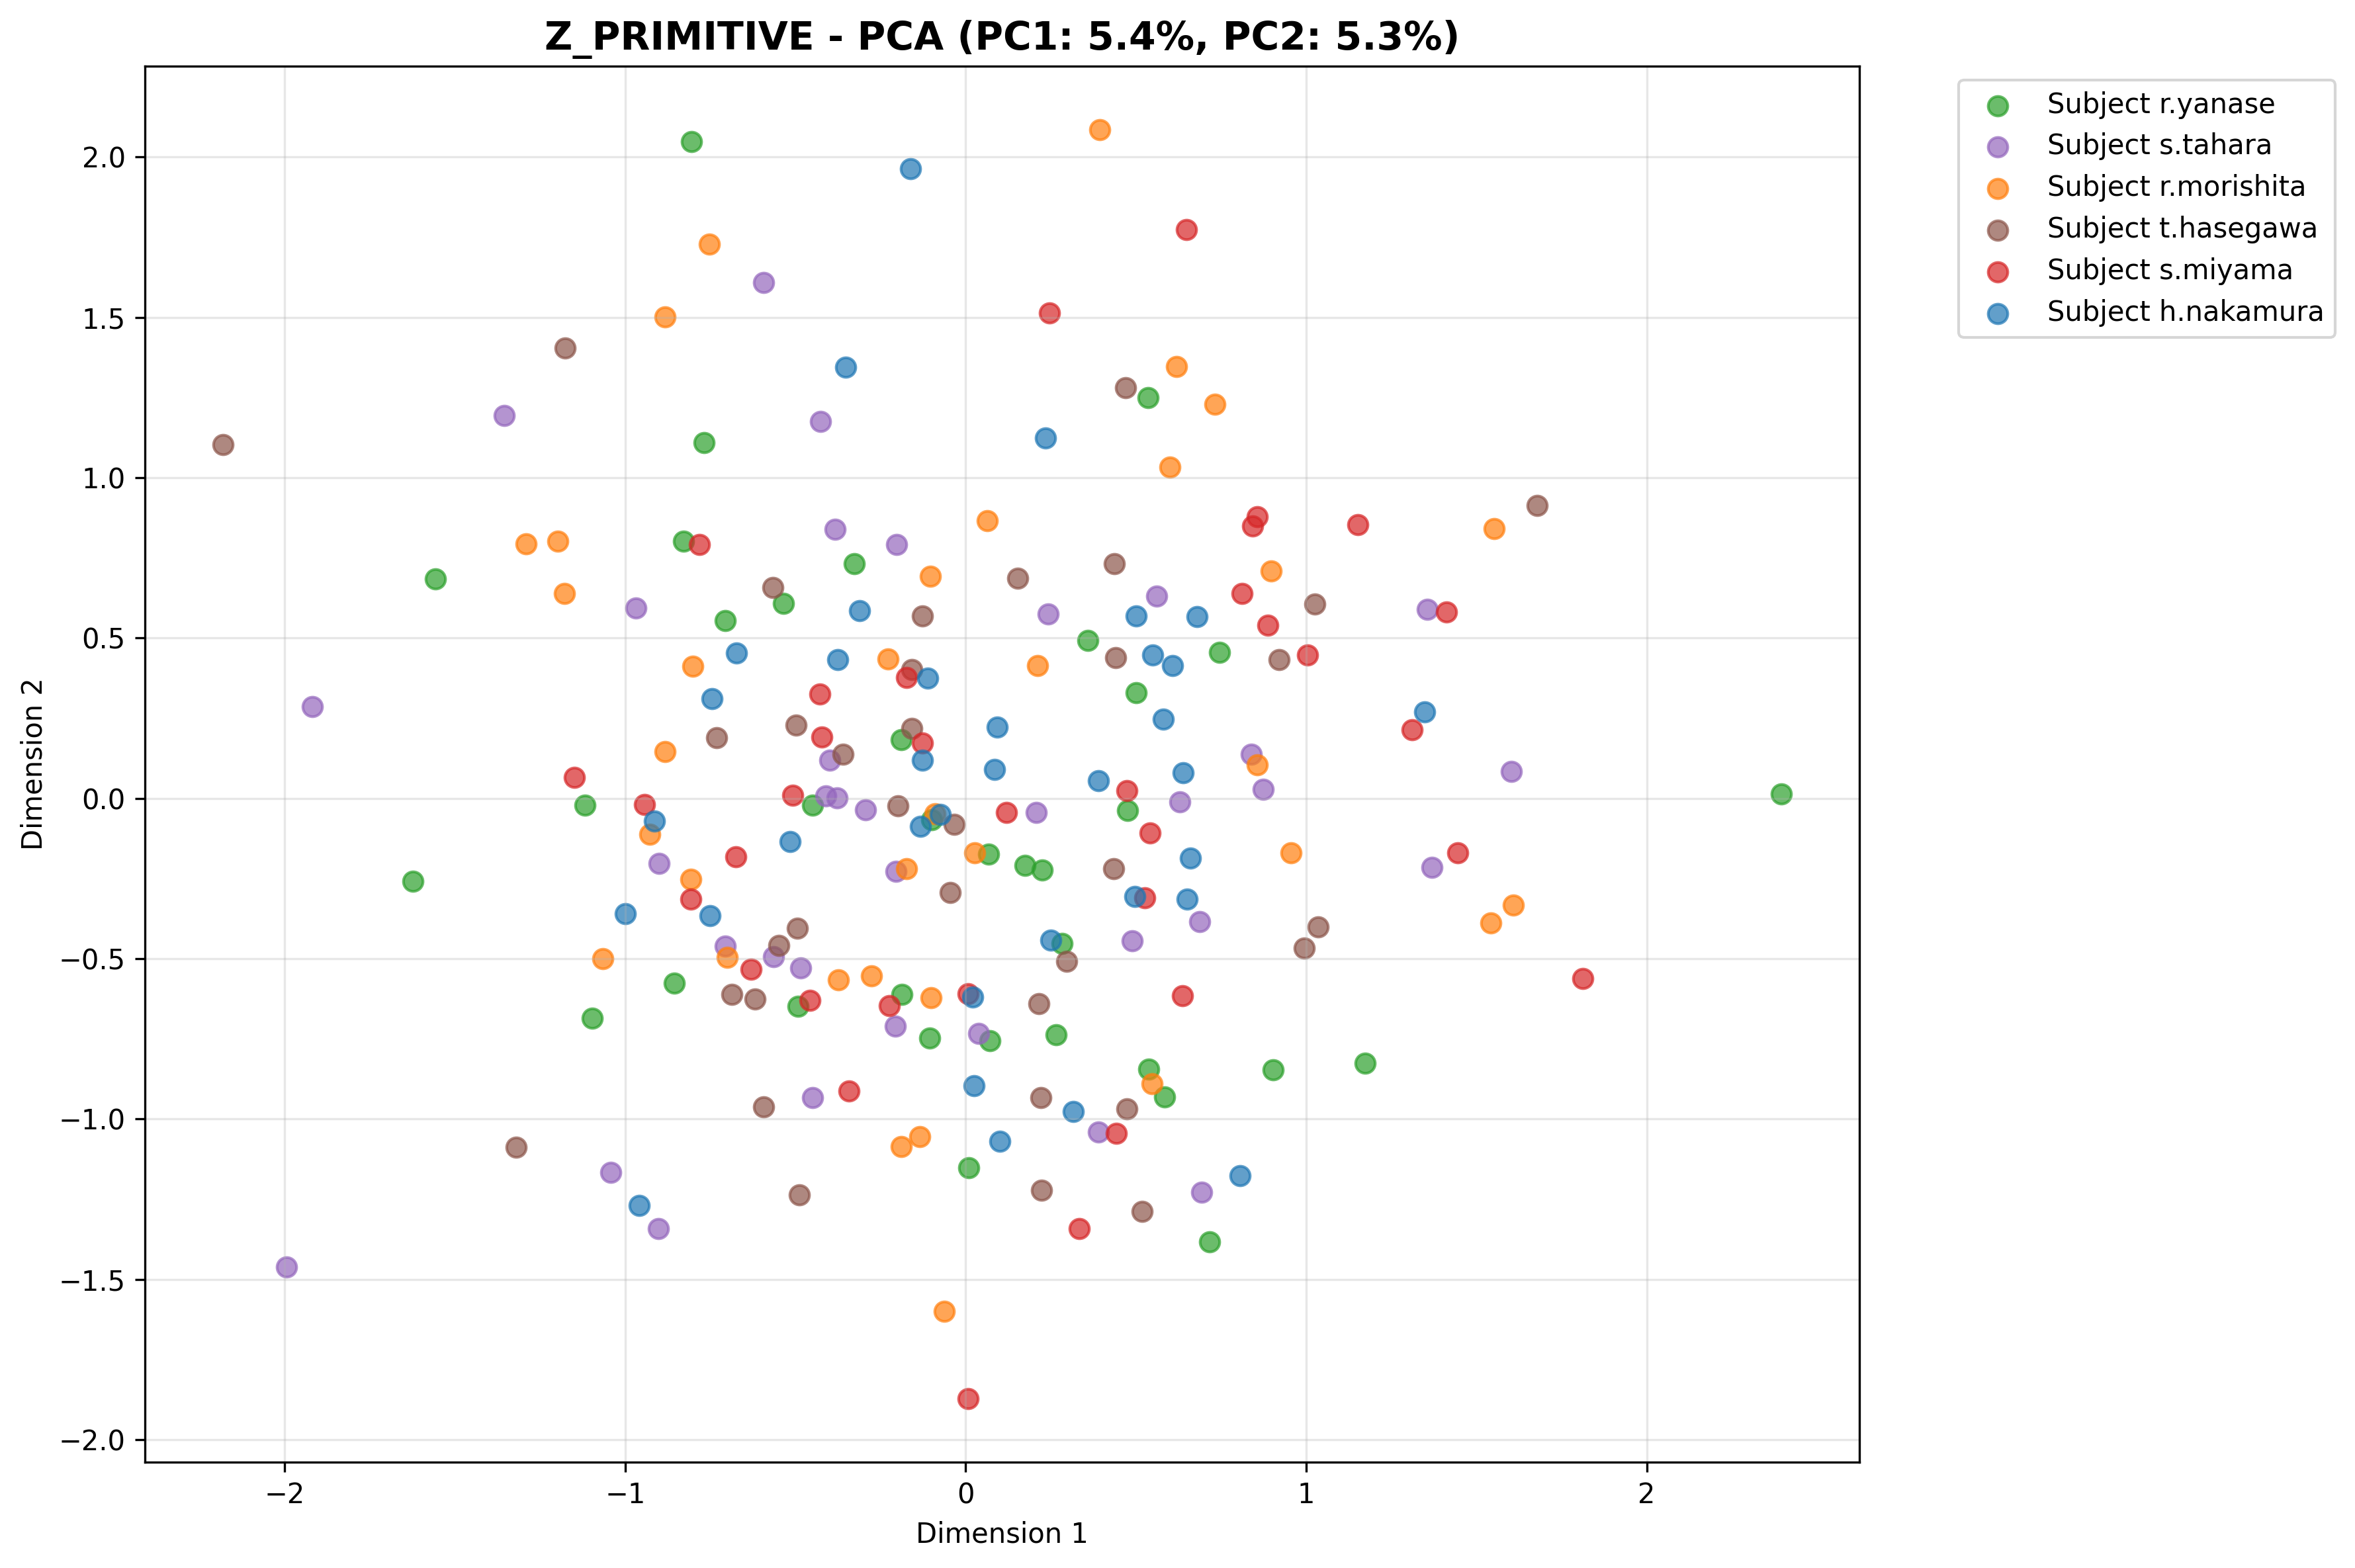 Z_PRIMITIVE - PCA (PC1: 5.4%, PC2: 5.3%)
Subject r.yanase
Subject s.tahara
Subject r.morishita
Subject t.hasegawa
Subject s.miyama
Subject h.nakamura
Dimension 2
2.0
1.5
1.0
0.5
0.0
−0.5
−1.0
−1.5
−2.0
−2
−1
0
1
2
Dimension 1